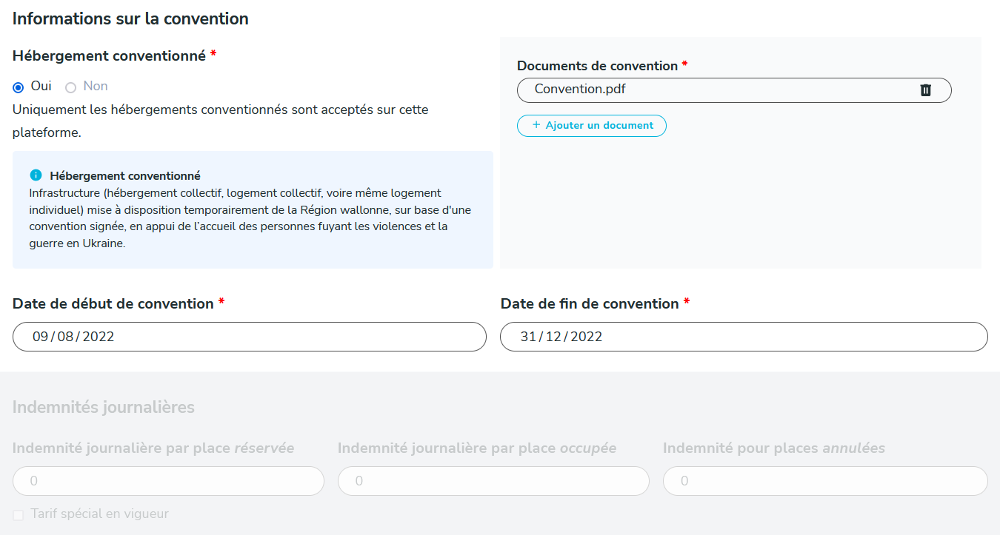 Informations sur la convention
Hébergement conventionné *
Oui Non
Uniquement les hébergements conventionnés sont acceptés sur cette
plateforme.
Hébergement conventionné
Infrastructure (hébergement collectif, logement collectif, voire même logement
individuel) mise à disposition temporairement de la Région wallonne, sur base d'une
convention signée, en appui de l’accueil des personnes fuyant les violences et la
guerre en Ukraine.
Documents de convention *
Convention.pdf
+ Ajouter un document
Date de début de convention *
09/08/2022
Date de fin de convention *
31/12/2022
Indemnités journalières
Indemnité journalière par place réservée
0
Indemnité journalière par place occupée
0
Indemnité pour places annulées
0
Tarif spécial en vigueur